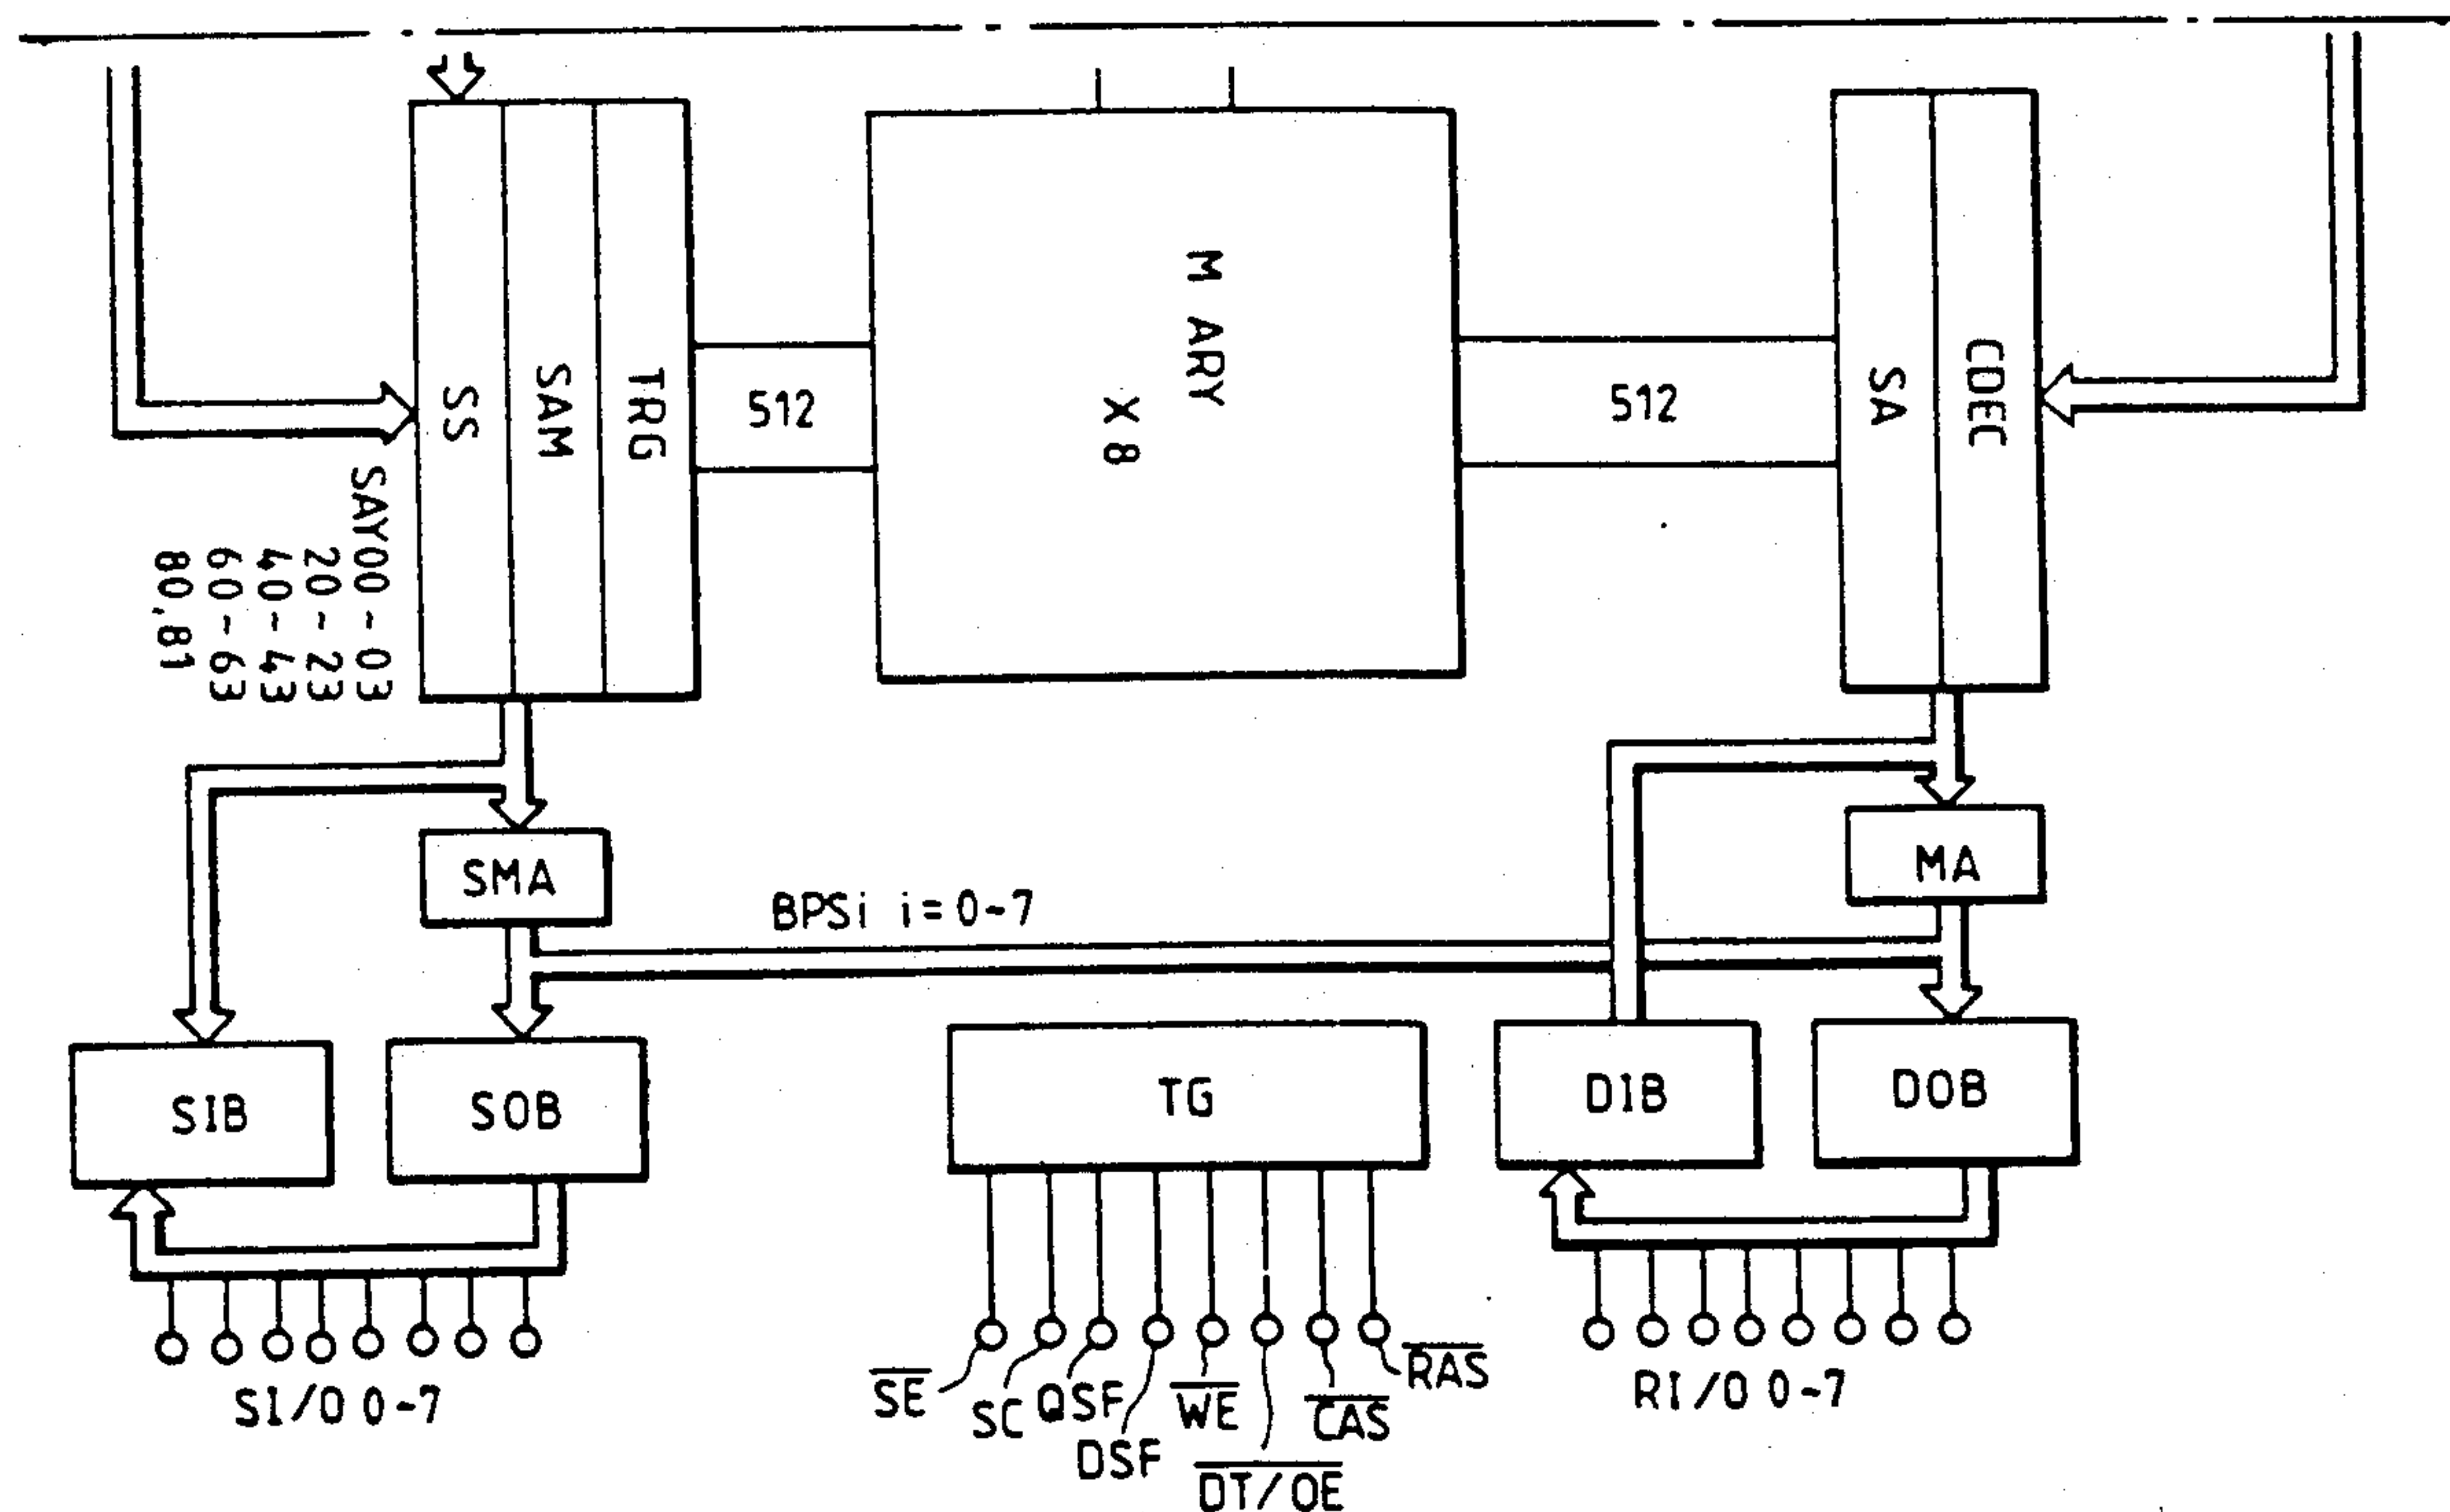 SS
SAM
TRG
512
M ARY
X 8
512
SA
CDEC
SAY00 ~ 03
20 ~ 23
40 ~ 43
60 ~ 63
80, 81
SMA
MA
BPSi i = 0~7
SIB
SOB
TG
DIB
DOB
SE
SC
QSF
DSF
WE
DT/OE
CAS
RAS
SI/O 0~7
RI/O 0~7